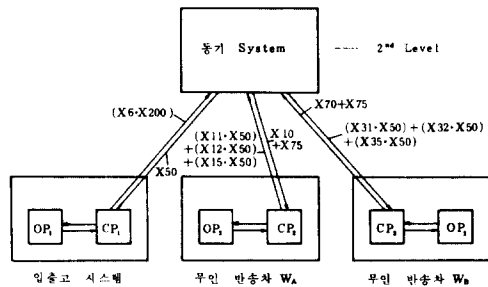 동기 System
2nd Level
(X6·X200)
X50
(X11·X50)
+(X12·X50)
+(X15·X50)
X10
+X75
X70+X75
(X31·X50)+(X32·X50)
+(X35·X50)
OP₁ CP₁
OP₂ CP₂
CP₃ OP₃
입출고 시스템
무인 반송차 WA
무인 반송차 WB